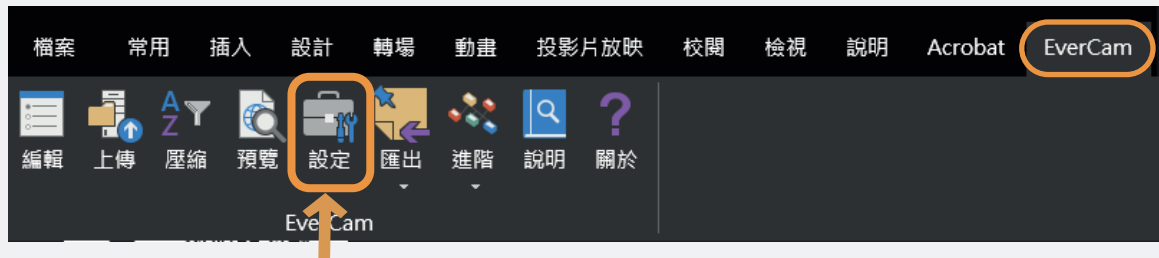 檔案 常用 插入 設計 轉場 動畫 投影片放映 校閱 檢視 說明 Acrobat EverCam
編輯 上傳 壓縮 預覽 設定 匯出 進階 說明 關於
EverCam